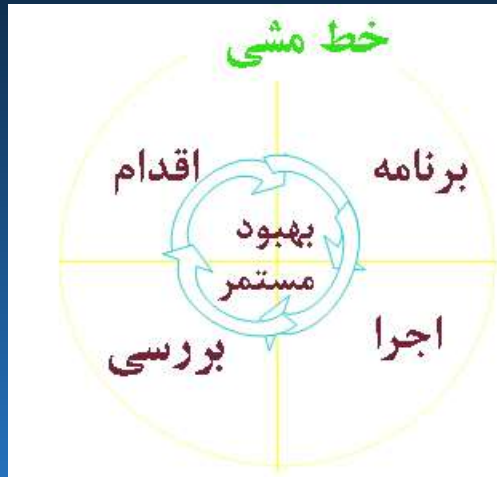 خط مشی
برنامه
اقدام
بهبود
مستمر
اجرا
بررسی